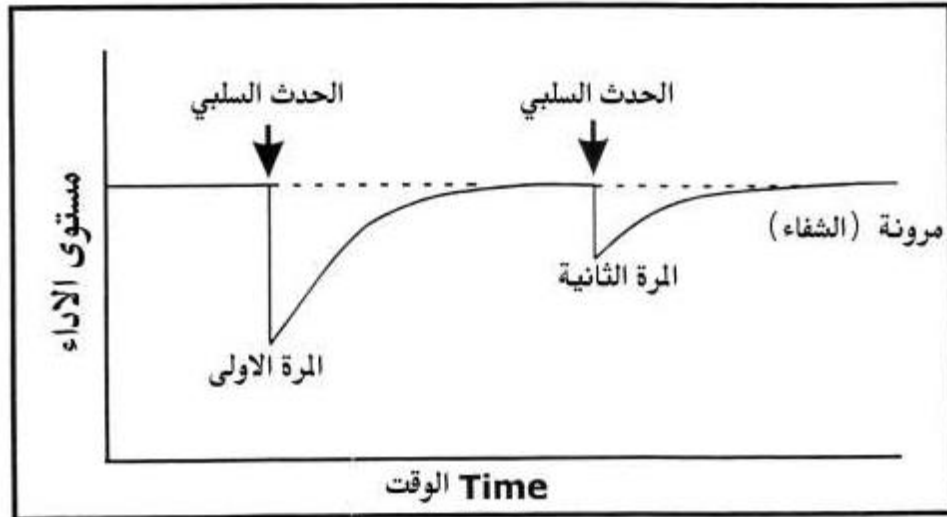 الحدث السلبي
الحدث السلبي
مستوى الاداء
مرونة (الشفاء)
المرة الثانية
المرة الاولى
الوقت Time